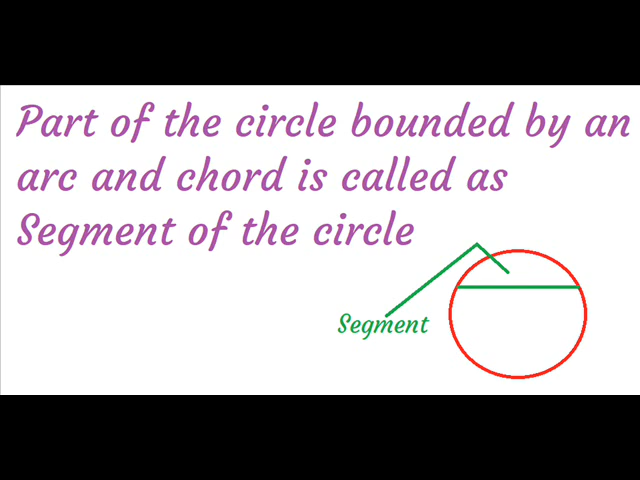 Part of the circle bounded by an
arc and chord is called as
Segment of the circle
Segment